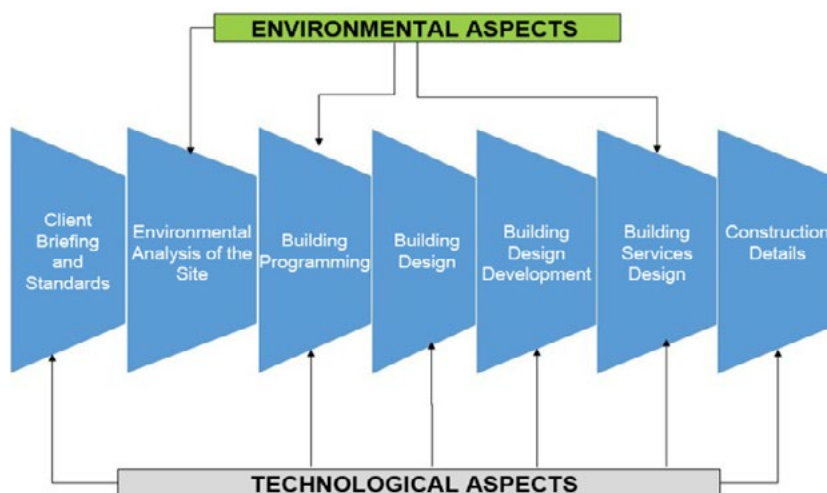 ENVIRONMENTAL ASPECTS
Client
Briefing
and
Standards
Environmental
Analysis of the
Site
Building
Programming
Building
Design
Building
Design
Development
Building
Services
Design
Construction
Details
TECHNOLOGICAL ASPECTS